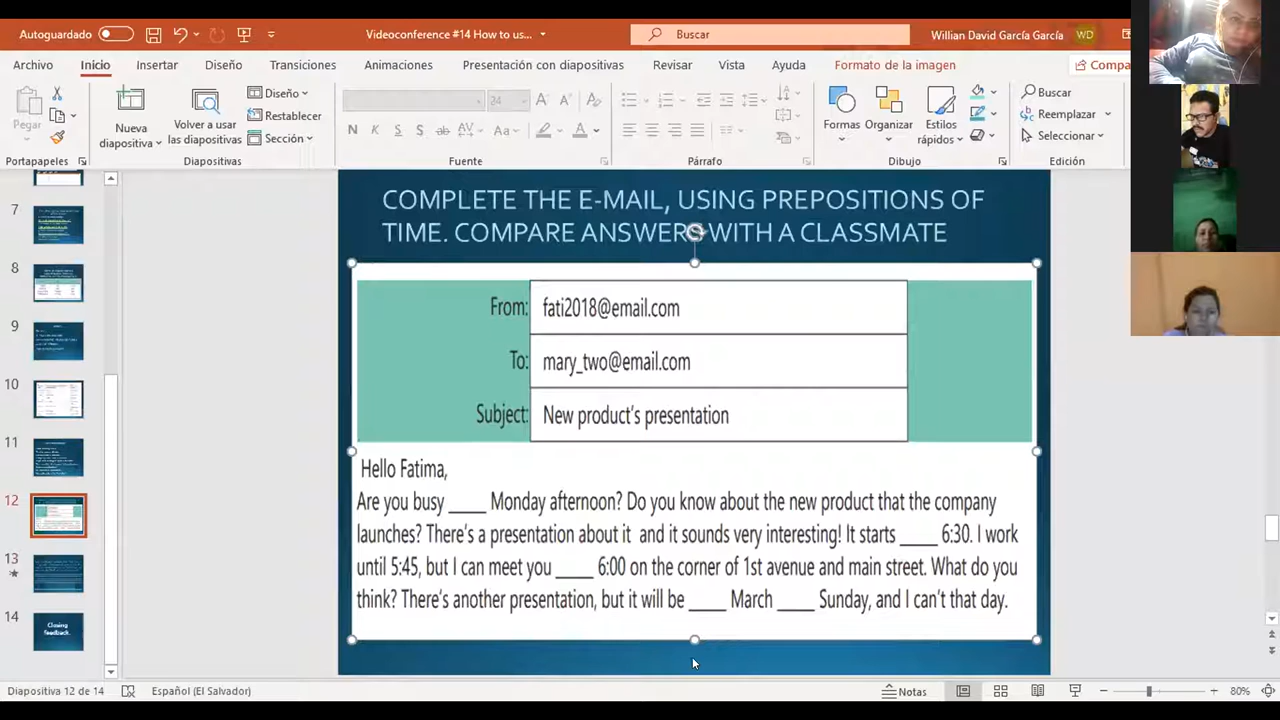 Autoguardado
Videoconference #14 How to us...
Buscar
Willian David García García
WD
Archivo
Inicio
Insertar
Diseño
Transiciones
Animaciones
Presentación con diapositivas
Revisar
Vista
Ayuda
Formato de la imagen
Compa
Pegar
Portapapeles
Nueva
diapositiva
Volver a usar
las diapositivas
Diseño
Restablecer
Sección
Diapositivas
24
N K S S ab AV Aa A
Fuente
Párrafo
Formas
Organizar
Estilos
rápidos
Dibujo
Buscar
Reemplazar
Seleccionar
Edición
7
8
9
10
11
12
13
14
Closing
feedback.
COMPLETE THE E-MAIL, USING PREPOSITIONS OF
TIME. COMPARE ANSWERS WITH A CLASSMATE
From: fati2018@email.com
To: mary_two@email.com
Subject: New product's presentation
Hello Fatima,
Are you busy ____ Monday afternoon? Do you know about the new product that the company
launches? There's a presentation about it and it sounds very interesting! It starts ____ 6:30. I work
until 5:45, but I can meet you ____ 6:00 on the corner of 1st avenue and main street. What do you
think? There's another presentation, but it will be ____ March ____ Sunday, and I can't that day.
Diapositiva 12 de 14
Español (El Salvador)
Notas
80%